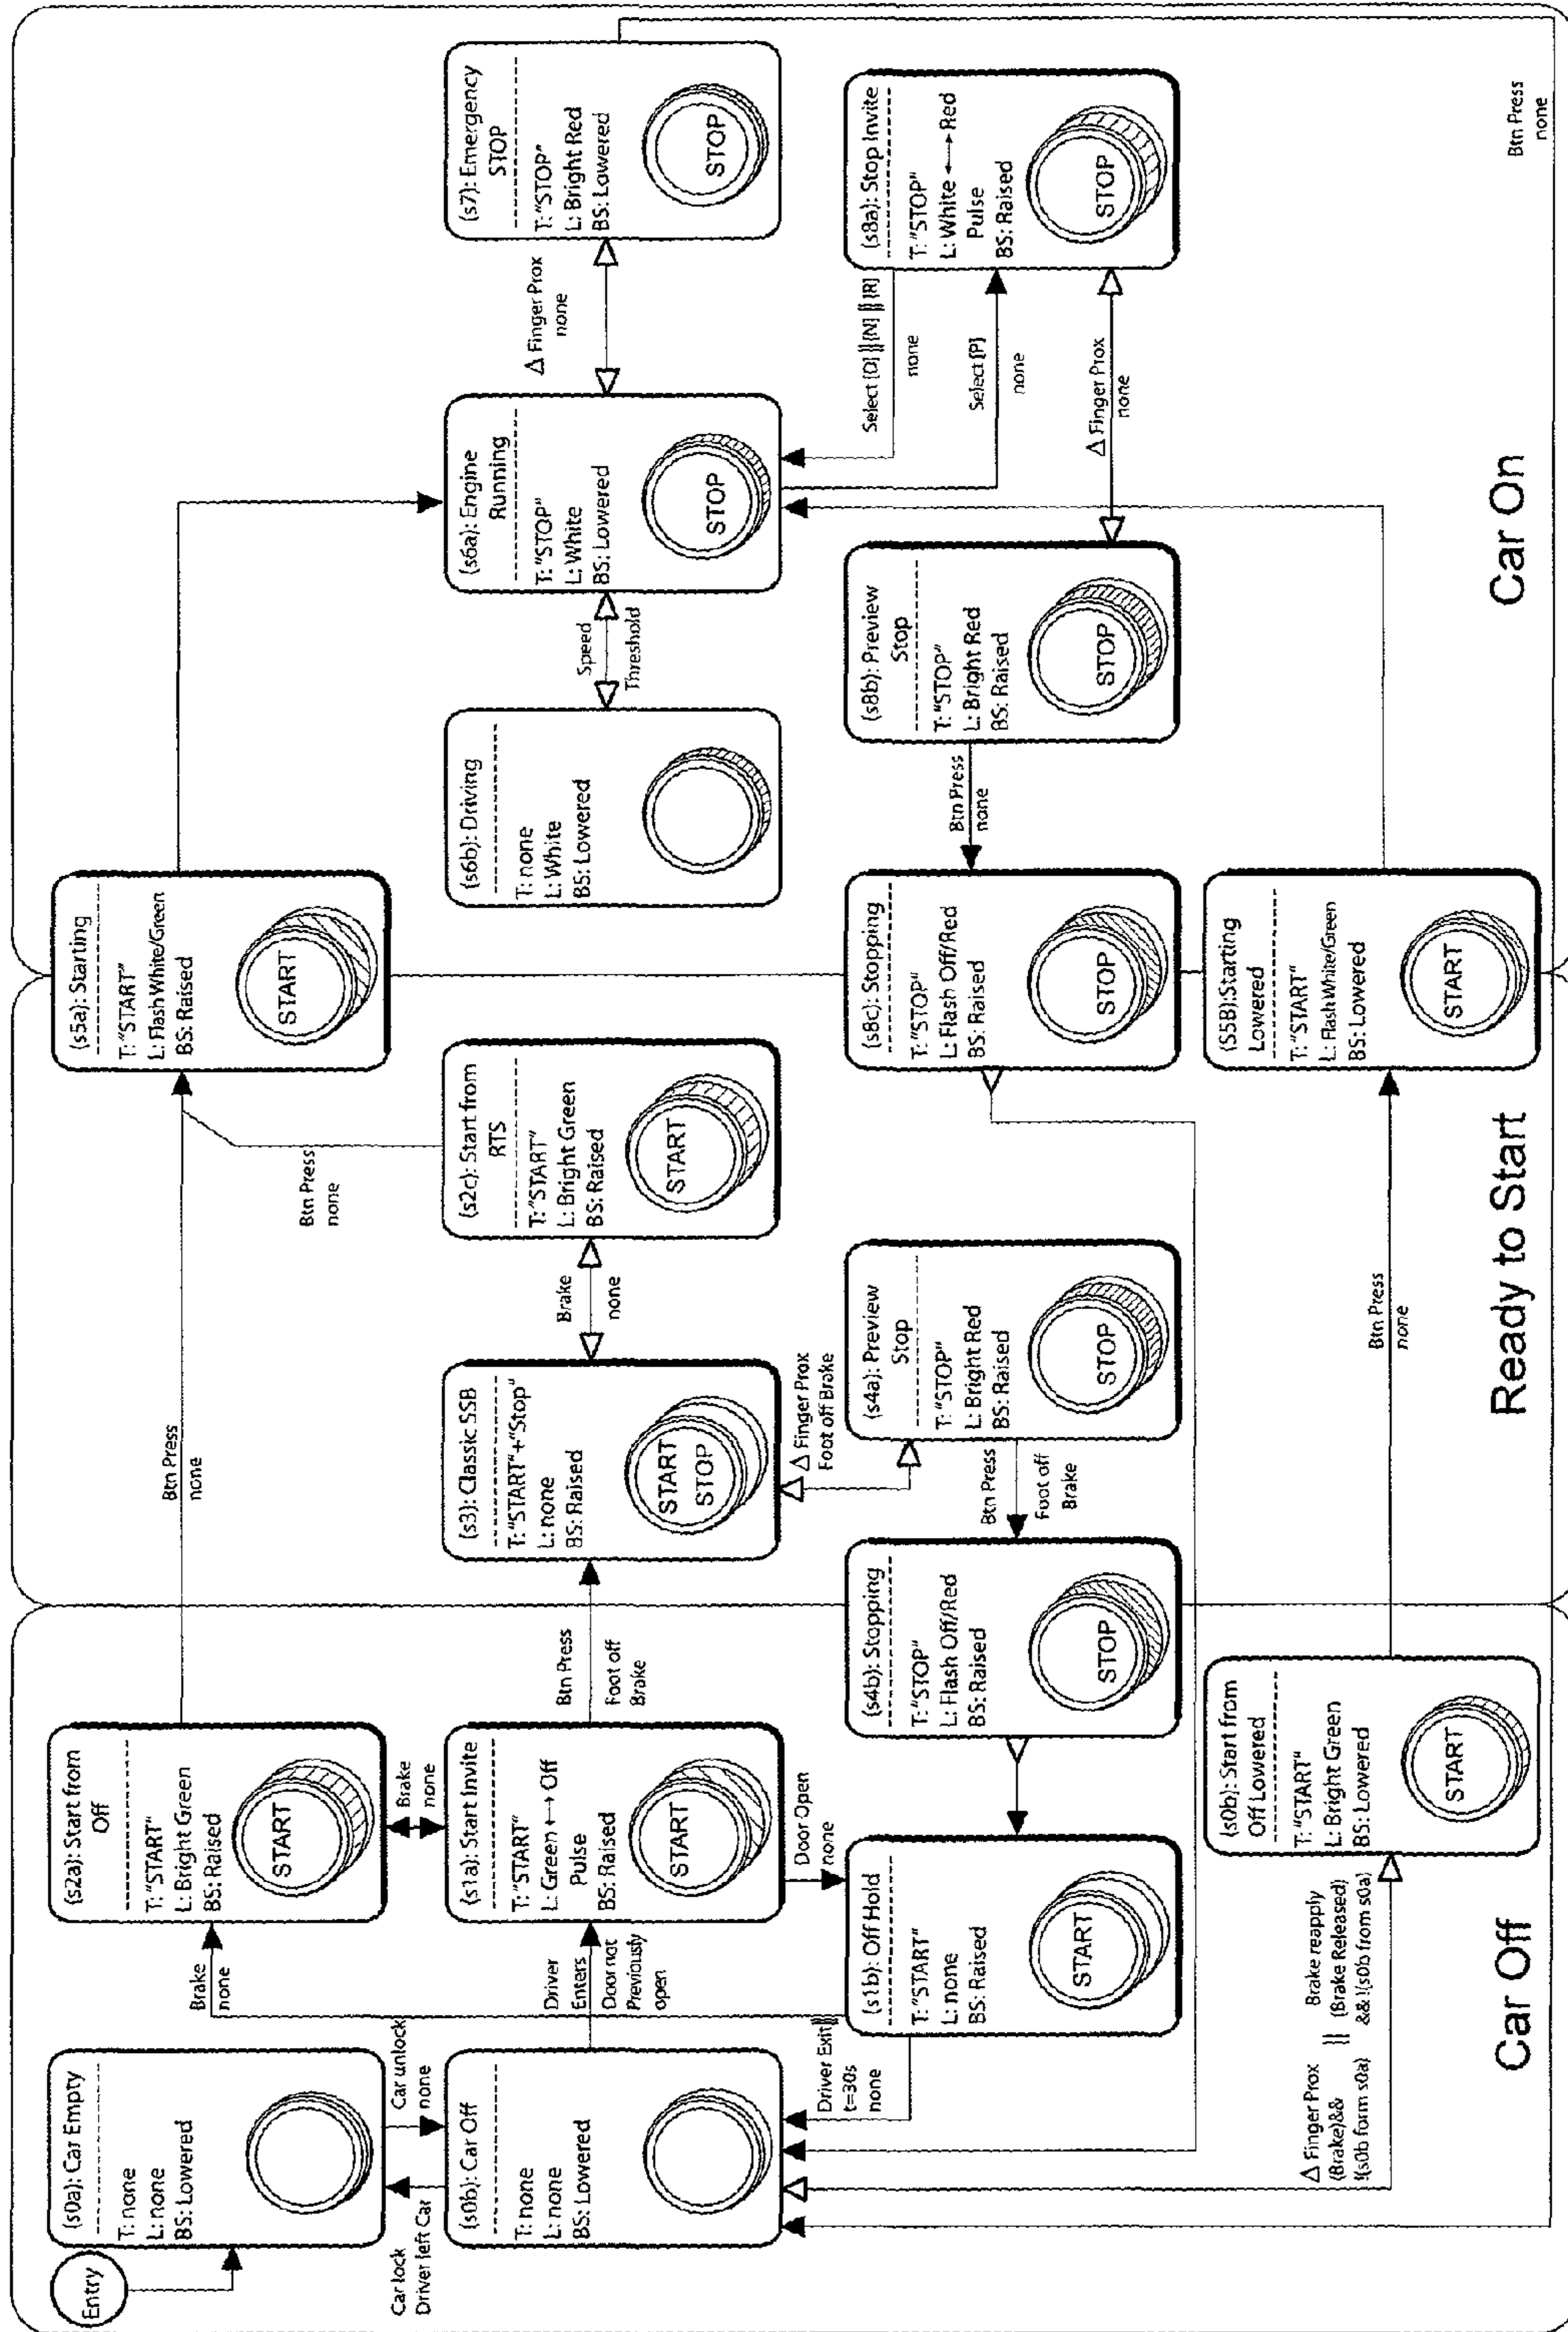 Entry
(s0a): Car Empty
T: none
L: none
BS: Lowered
Car lock
Driver left Car
Car unlock
none
(s0b): Car Off
T: none
L: none
BS: Lowered
Brake
none
Driver
Enters
Door not
Previously
open
(s2a): Start from
Off
T: "START"
L: Bright Green
BS: Raised
START
Brake
none
(s1a): Start Invite
T: "START"
L: Green ←→ Off
Pulse
BS: Raised
START
Door Open
none
(s1b): Off Hold
T: "START"
L: none
BS: Raised
START
Driver Exit||
t=30s
none
Δ Finger Prox
(Brake)&&
!(s0b form s0a)
||
Brake reapply
(Brake Released)
&& !(s0b from s0a)
(s0b): Start from
Off Lowered
T: "START"
L: Bright Green
BS: Lowered
START
Car Off
Btn Press
none
Btn Press
Foot off
Brake
(s4b): Stopping
T: "STOP"
L: Flash Off/Red
BS: Raised
STOP
(s3): Classic SSB
T: "START"+"Stop"
L: none
BS: Raised
START
STOP
Δ Finger Prox
Foot off Brake
Btn Press
Foot off
Brake
(s4a): Preview
Stop
T: "STOP"
L: Bright Red
BS: Raised
STOP
Brake
none
(s2c): Start from
RTS
T: "START"
L: Bright Green
BS: Raised
START
Btn Press
none
Btn Press
none
Ready to Start
(s5a): Starting
T: "START"
L: Flash White/Green
BS: Raised
START
(s8c): Stopping
T: "STOP"
L: Flash Off/Red
BS: Raised
STOP
(S5B):Starting
Lowered
T: "START"
L: Flash White/Green
BS: Lowered
START
(s6b): Driving
T: none
L: White
BS: Lowered
Speed
Threshold
(s6a): Engine
Running
T: "STOP"
L: White
BS: Lowered
STOP
Btn Press
none
(s8b): Preview
Stop
T: "STOP"
L: Bright Red
BS: Raised
STOP
Δ Finger Prox
none
(s7): Emergency
STOP
T: "STOP"
L: Bright Red
BS: Lowered
STOP
Select [D] ||[N] || [R]
none
Select [P]
none
Δ Finger Prox
none
(s8a): Stop Invite
T: "STOP"
L: White ←→ Red
Pulse
BS: Raised
STOP
Btn Press
none
Car On